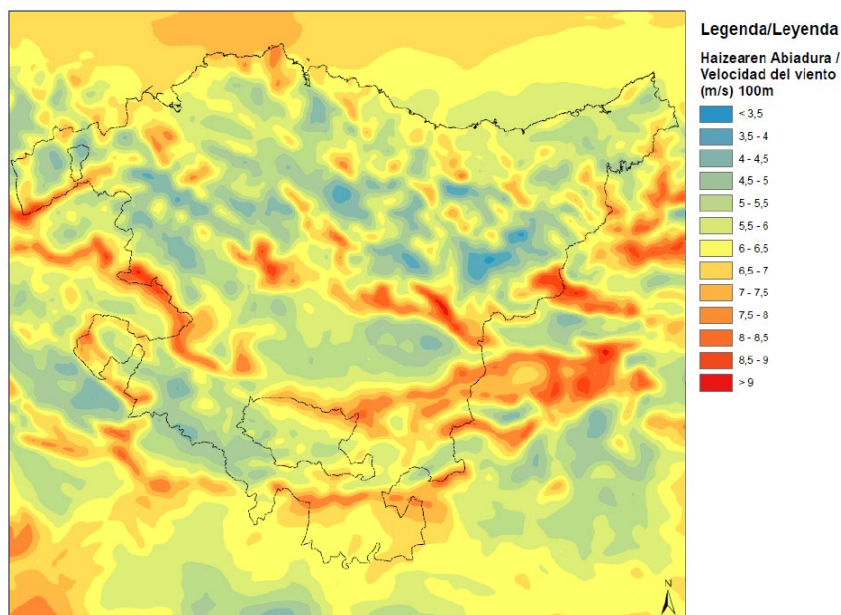 Legenda/Leyenda
Haizearen Abiadura /
Velocidad del viento
(m/s) 100m
< 3,5
3,5 - 4
4 - 4,5
4,5 - 5
5 - 5,5
5,5 - 6
6 - 6,5
6,5 - 7
7 - 7,5
7,5 - 8
8 - 8,5
8,5 - 9
> 9
N